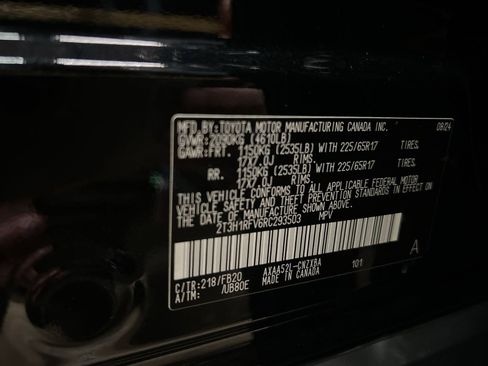 MFD.BY:TOYOTA MOTOR MANUFACTURING CANADA INC. 08/24
GVWR:2090KG (4610LB)
GAWR:FRT. 1150KG (2535LB) WITH 225/65R17 TIRES.
17X7.0J RIMS.
RR. 1150KG (2535LB) WITH 225/65R17 TIRES.
17X7.0J RIMS.
THIS VEHICLE CONFORMS TO ALL APPLICABLE FEDERAL MOTOR
VEHICLE SAFETY AND THEFT PREVENTION STANDARDS IN EFFECT ON
THE DATE OF MANUFACTURE SHOWN ABOVE.
2T3H1RFV6RC293503 MPV
A
C/TR:218/FB20 AXAA52L-CNZXBA 101
A/TM: /UB80E MADE IN CANADA